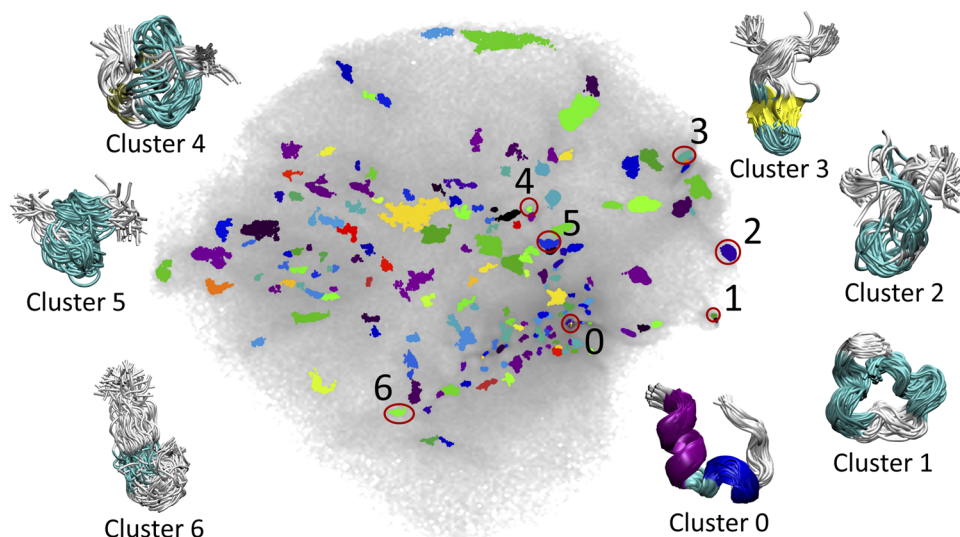 Cluster 4
3
Cluster 3
4
5
2
Cluster 5
Cluster 2
1
0
6
Cluster 1
Cluster 6
Cluster 0